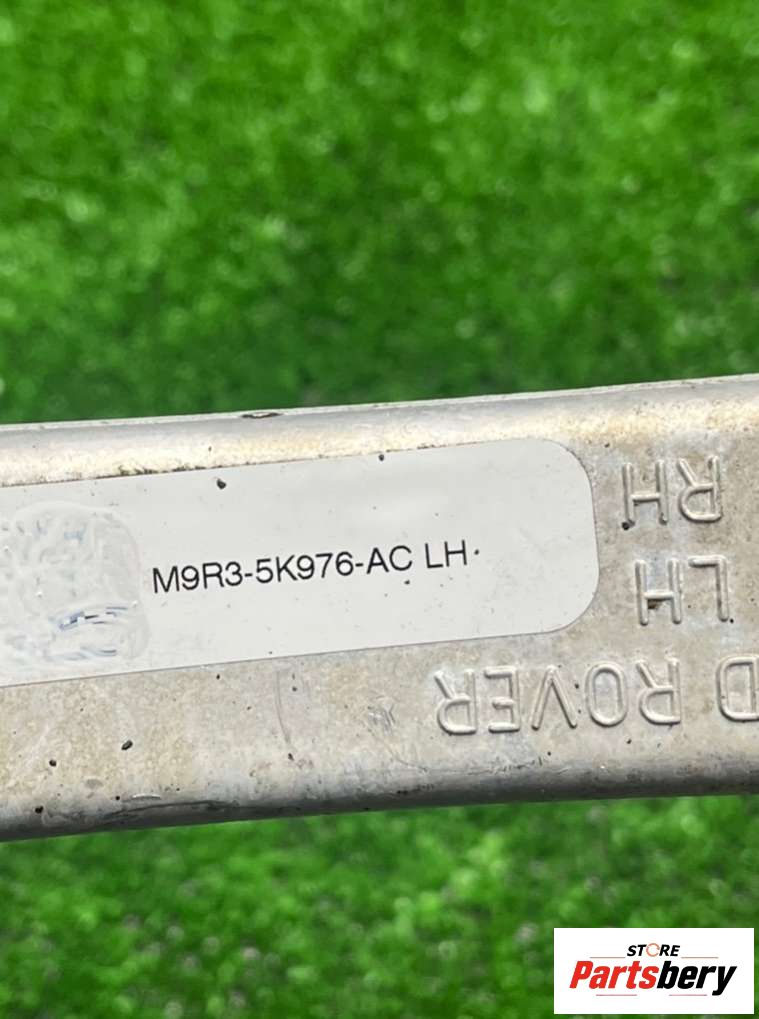 M9R3-5K976-AC LH
RH
LH
D ROVER
STORE
Partsbery